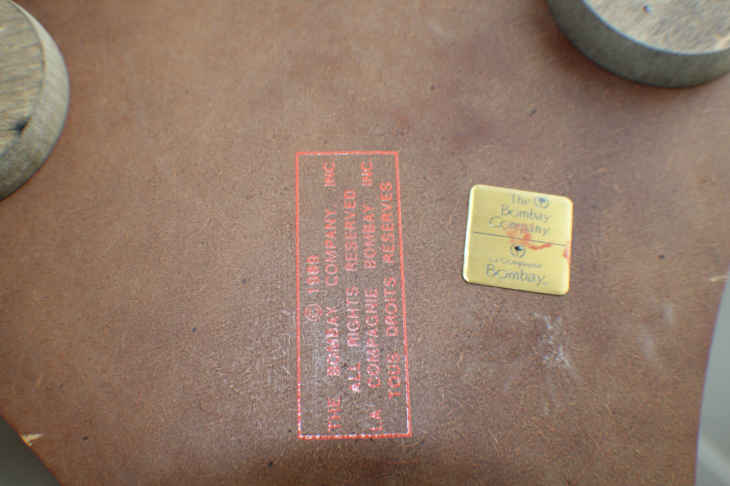 © 1989
THE BOMBAY COMPANY INC
ALL RIGHTS RESERVED
LA COMPAGNIE BOMBAY INC
TOUS DROITS RESERVES
The
Bombay
Company
La Compagnie
Bombay